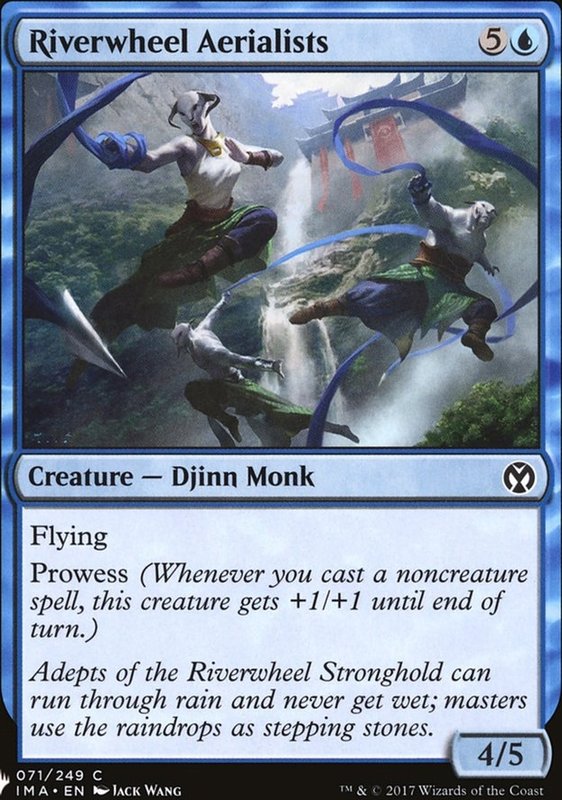 Riverwheel Aerialists 5
Creature — Djinn Monk
Flying
Prowess (Whenever you cast a noncreature
spell, this creature gets +1/+1 until end of
turn.)
Adepts of the Riverwheel Stronghold can
run through rain and never get wet; masters
use the raindrops as stepping stones.
4/5
071/249 C
IMA • EN Jack Wang
™ & © 2017 Wizards of the Coast